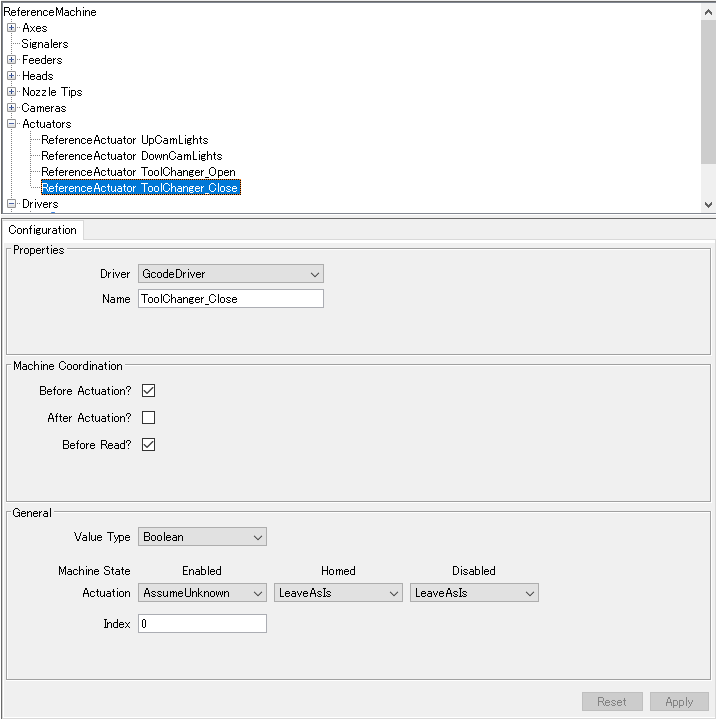 ReferenceMachine
Axes
Signalers
Feeders
Heads
Nozzle Tips
Cameras
Actuators
ReferenceActuator UpCamLights
ReferenceActuator DownCamLights
ReferenceActuator ToolChanger_Open
ReferenceActuator ToolChanger_Close
Drivers
Configuration
Properties
Driver GcodeDriver
Name ToolChanger_Close
Machine Coordination
Before Actuation?
After Actuation?
Before Read?
General
Value Type Boolean
Machine State Enabled Homed Disabled
Actuation AssumeUnknown LeaveAsIs LeaveAsIs
Index 0
Reset Apply